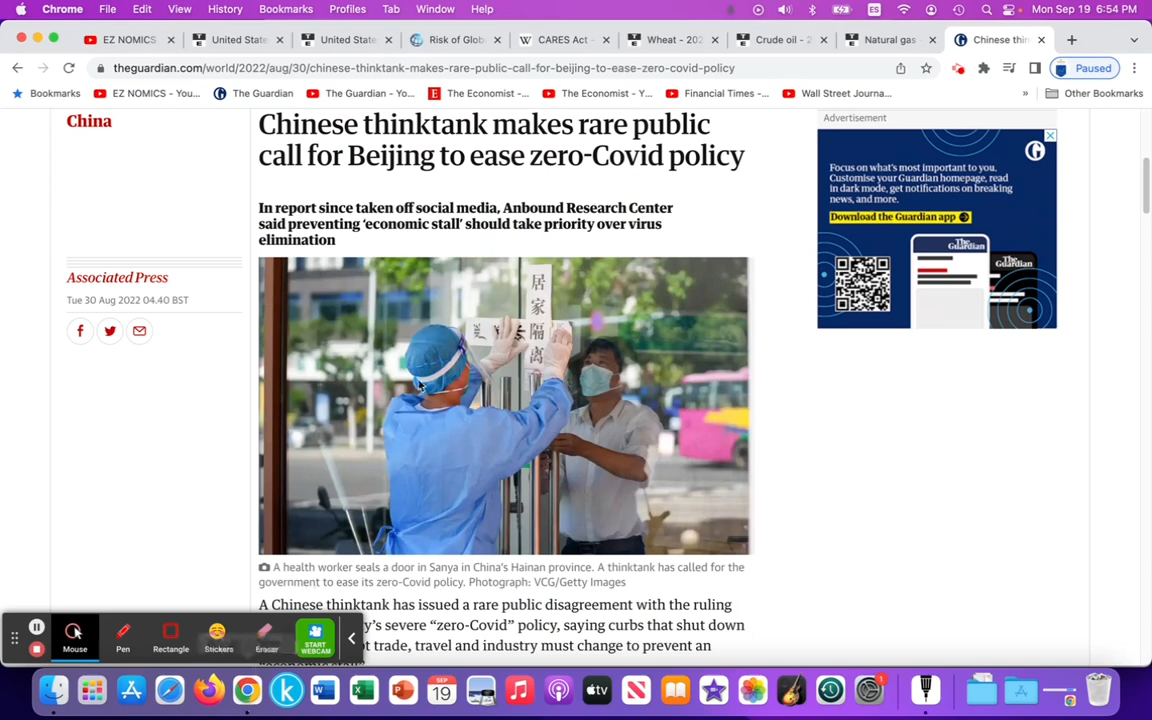 Chrome File Edit View History Bookmarks Profiles Tab Window Help ES Mon Sep 19 6:54 PM
EZ NOMICS United State United State Risk of Globa CARES Act - Wheat - 202 Crude oil - 2 Natural gas - Chinese thin
theguardian.com/world/2022/aug/30/chinese-thinktank-makes-rare-public-call-for-beijing-to-ease-zero-covid-policy Paused
Bookmarks EZ NOMICS - You... The Guardian The Guardian - Yo... The Economist -... The Economist - Y... Financial Times -... Wall Street Journa... » Other Bookmarks
China
Chinese thinktank makes rare public
call for Beijing to ease zero-Covid policy
In report since taken off social media, Anbound Research Center
said preventing ‘economic stall’ should take priority over virus
elimination
Associated Press
Tue 30 Aug 2022 04.40 BST
居家隔离
A health worker seals a door in Sanya in China’s Hainan province. A thinktank has called for the
government to ease its zero-Covid policy. Photograph: VCG/Getty Images
A Chinese thinktank has issued a rare public disagreement with the ruling
y’s severe “zero-Covid” policy, saying curbs that shut down
t trade, travel and industry must change to prevent an
Advertisement
Focus on what’s most important to you.
Customise your Guardian homepage, read
in dark mode, get notifications on breaking
news, and more.
Download the Guardian app
The Guardian
The Guardian
Mouse Pen Rectangle Stickers Eraser START WEBCAM
SEP
19
tv
1